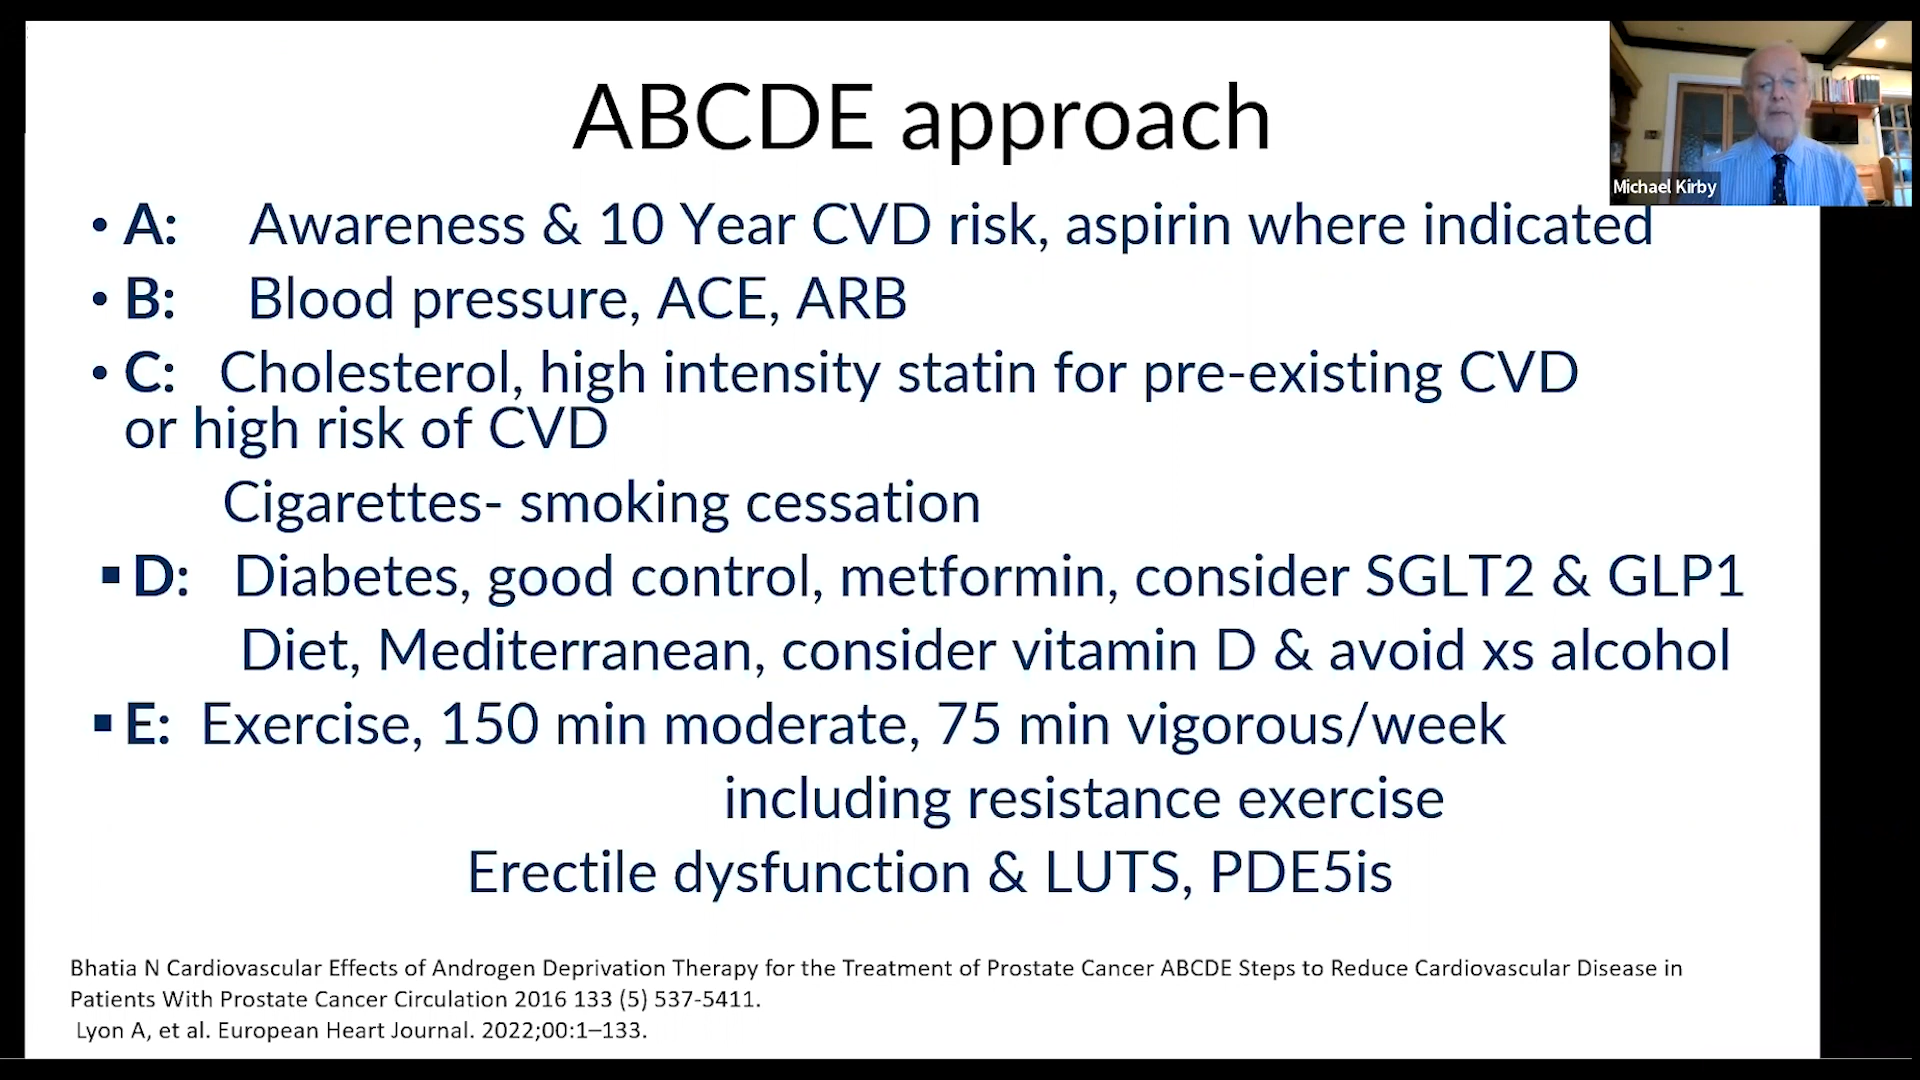 ABCDE approach
Michael Kirby
• A: Awareness & 10 Year CVD risk, aspirin where indicated
• B: Blood pressure, ACE, ARB
• C: Cholesterol, high intensity statin for pre-existing CVD
or high risk of CVD
Cigarettes- smoking cessation
▪ D: Diabetes, good control, metformin, consider SGLT2 & GLP1
Diet, Mediterranean, consider vitamin D & avoid xs alcohol
▪ E: Exercise, 150 min moderate, 75 min vigorous/week
including resistance exercise
Erectile dysfunction & LUTS, PDE5is
Bhatia N Cardiovascular Effects of Androgen Deprivation Therapy for the Treatment of Prostate Cancer ABCDE Steps to Reduce Cardiovascular Disease in
Patients With Prostate Cancer Circulation 2016 133 (5) 537-5411.
Lyon A, et al. European Heart Journal. 2022;00:1–133.